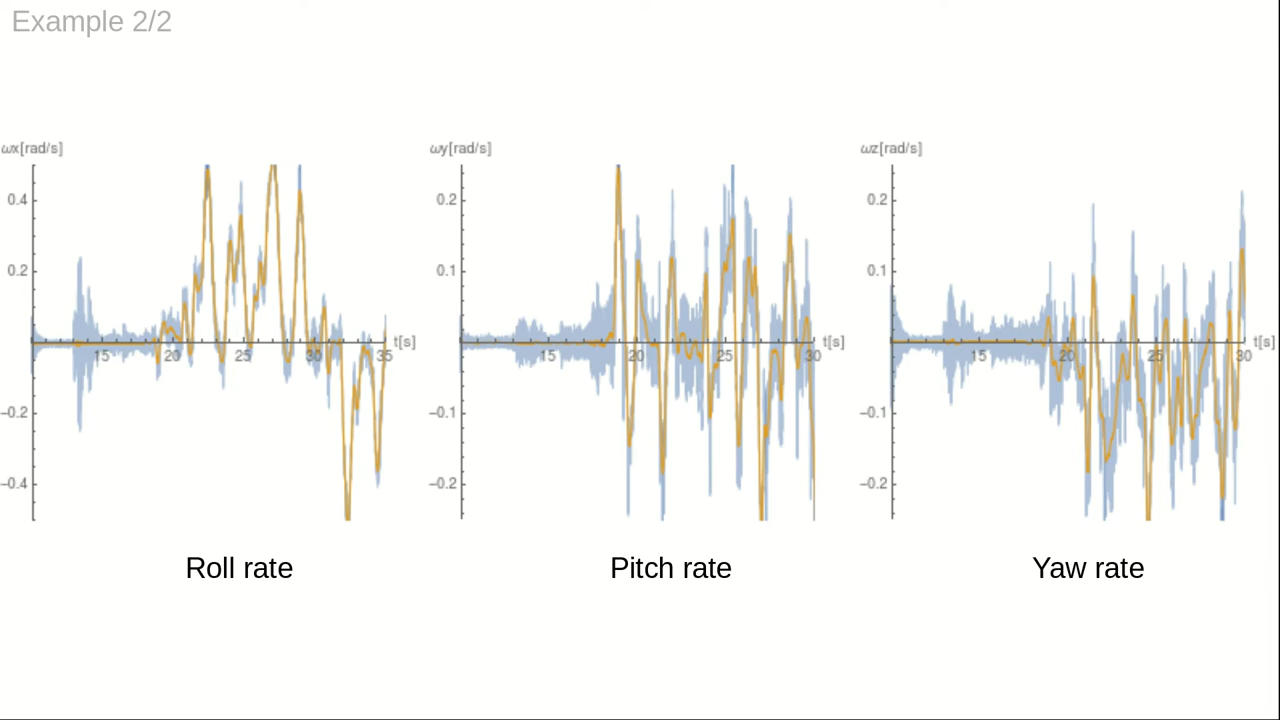 Example 2/2
ωx[rad/s]
0.4
0.2
-0.2
-0.4
15 20 25 30 35 t[s]
Roll rate
ωy[rad/s]
0.2
0.1
-0.1
-0.2
15 20 25 30 t[s]
Pitch rate
ωz[rad/s]
0.2
0.1
-0.1
-0.2
15 20 25 30 t[s]
Yaw rate